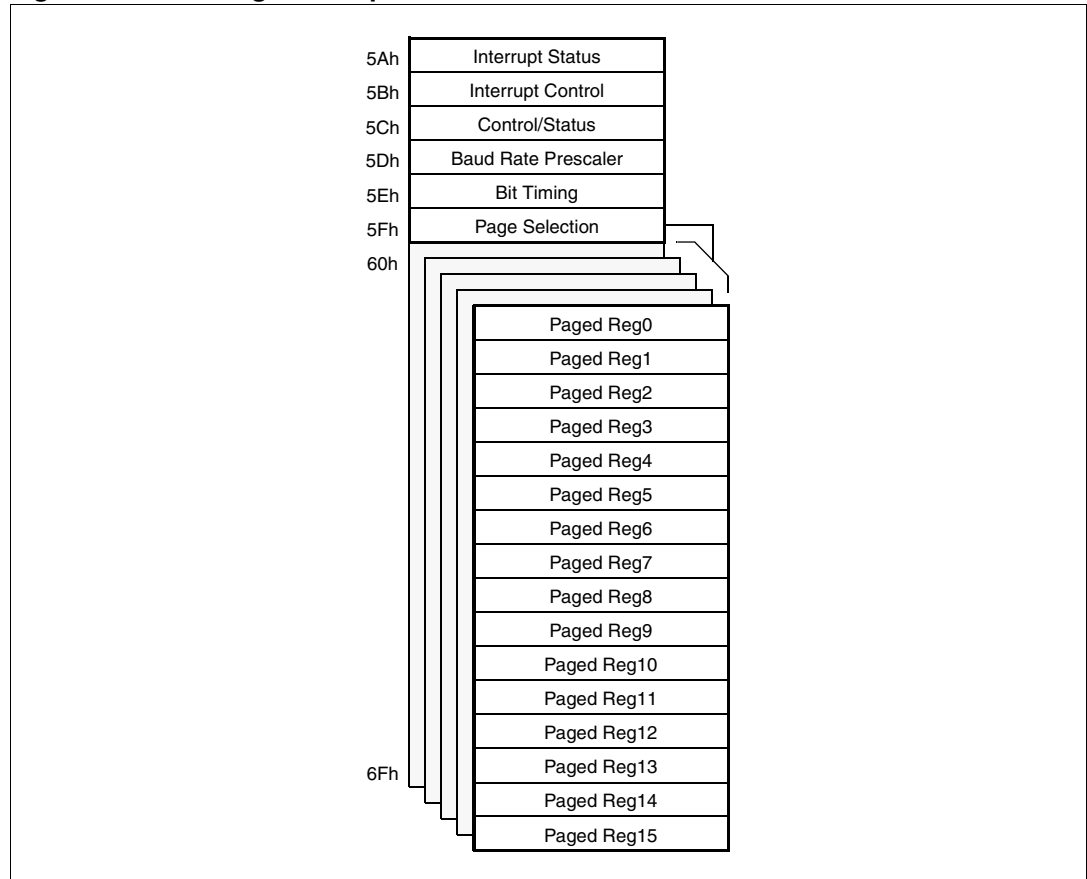 5Ah Interrupt Status
5Bh Interrupt Control
5Ch Control/Status
5Dh Baud Rate Prescaler
5Eh Bit Timing
5Fh Page Selection
60h
Paged Reg0
Paged Reg1
Paged Reg2
Paged Reg3
Paged Reg4
Paged Reg5
Paged Reg6
Paged Reg7
Paged Reg8
Paged Reg9
Paged Reg10
Paged Reg11
Paged Reg12
6Fh Paged Reg13
Paged Reg14
Paged Reg15